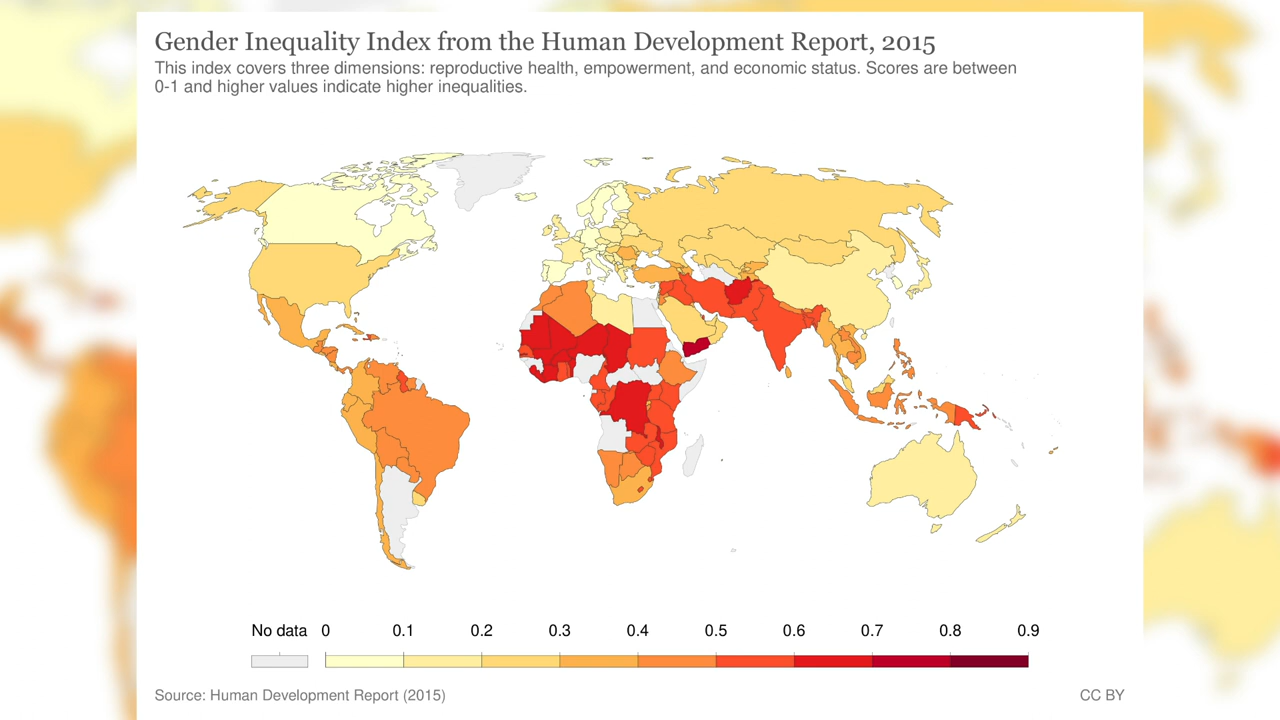 Gender Inequality Index from the Human Development Report, 2015
This index covers three dimensions: reproductive health, empowerment, and economic status. Scores are between
0-1 and higher values indicate higher inequalities.
No data 0 0.1 0.2 0.3 0.4 0.5 0.6 0.7 0.8 0.9
Source: Human Development Report (2015) CC BY